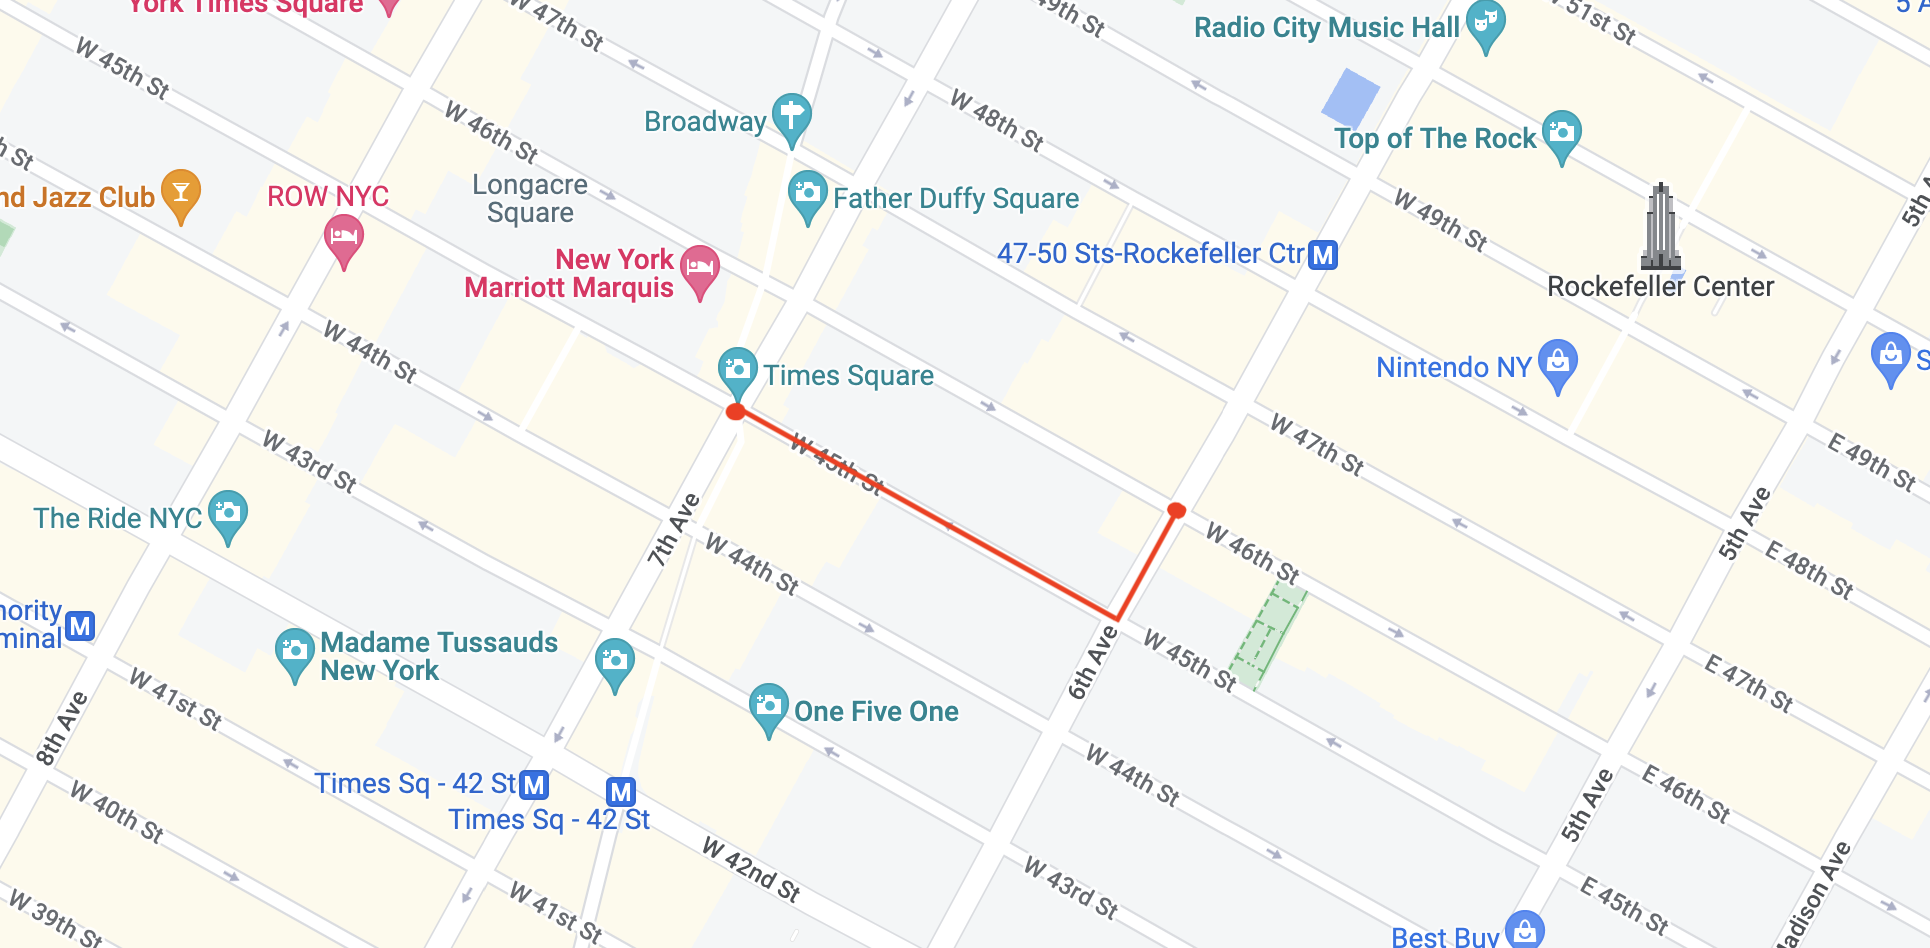 York Times Square
W 47th St
49th St
Radio City Music Hall
51st St
5 A
W 45th St
W 46th St
Broadway
W 48th St
Top of The Rock
h St
nd Jazz Club
ROW NYC
Longacre
Square
Father Duffy Square
W 49th St
5th A
47-50 Sts-Rockefeller Ctr
M
New York
Marriott Marquis
Rockefeller Center
W 44th St
Times Square
Nintendo NY
S
W 43rd St
W 45th St
W 47th St
E 49th St
The Ride NYC
7th Ave
W 44th St
W 46th St
5th Ave
E 48th St
nority
minal
M
Madame Tussauds
New York
6th Ave
W 45th St
E 47th St
8th Ave
W 41st St
One Five One
Times Sq - 42 St
M
M
Times Sq - 42 St
W 44th St
5th Ave
E 46th St
W 40th St
W 42nd St
W 43rd St
W 39th St
W 41st St
E 45th St
Madison Ave
Best Buy